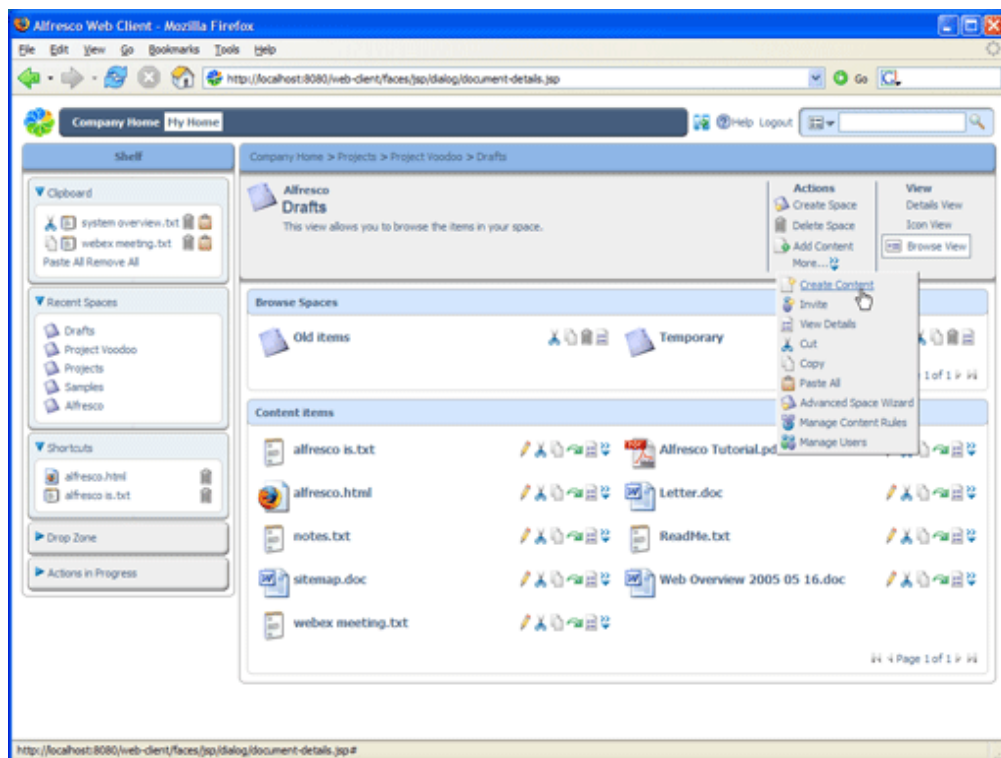 Alfresco Web Client - Mozilla Firefox
File Edit View Go Bookmarks Tools Help
http://localhost:8080/web-client/faces/jsp/dialog/document-details.jsp Go
Company Home My Home Help Logout
Shelf
Clipboard
system overview.txt
webex meeting.txt
Paste All Remove All
Recent Spaces
Drafts
Project Voodoo
Projects
Samples
Alfresco
Shortcuts
alfresco.html
alfresco is.txt
Drop Zone
Actions in Progress
Company Home > Projects > Project Voodoo > Drafts
Alfresco
Drafts
This view allows you to browse the items in your space.
Actions
Create Space
Delete Space
Add Content
More...
View
Details View
Icon View
Browse View
Create Content
Invite
View Details
Cut
Copy
Paste All
Advanced Space Wizard
Manage Content Rules
Manage Users
Browse Spaces
Old items Temporary
1 of 1
Content items
alfresco is.txt Alfresco Tutorial.pd
alfresco.html Letter.doc
notes.txt ReadMe.txt
sitemap.doc Web Overview 2005 05 16.doc
webex meeting.txt
Page 1 of 1
http://localhost:8080/web-client/faces/jsp/dialog/document-details.jsp#